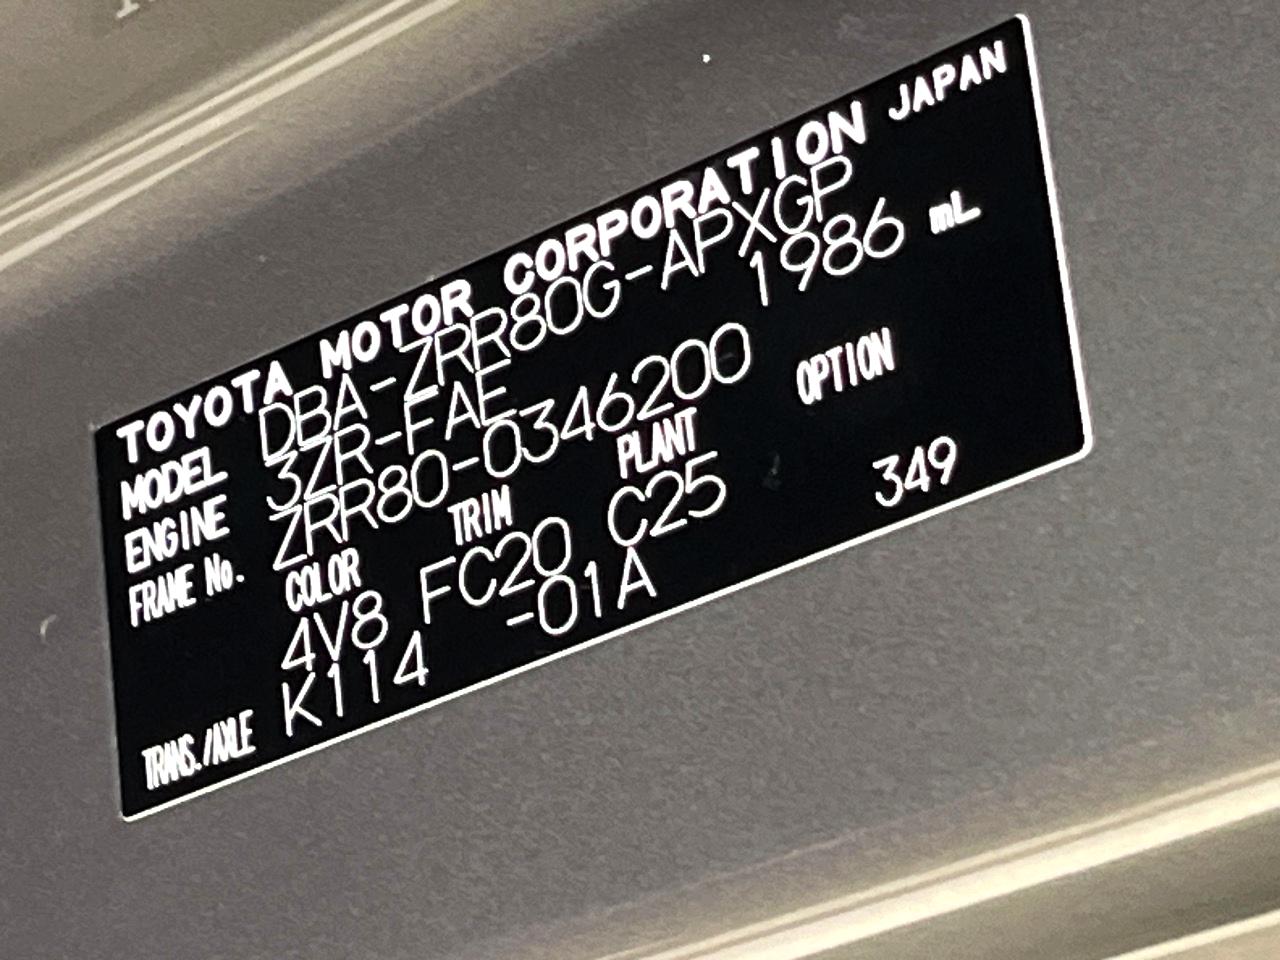 TOYOTA MOTOR CORPORATION JAPAN
MODEL DBA-ZRR80G-APXGP
ENGINE 3ZR-FAE 1986 mL
FRAME No. ZRR80-0346200
COLOR TRIM PLANT OPTION
4V8 FC20 C25 349
TRANS./AXLE K114 -01A